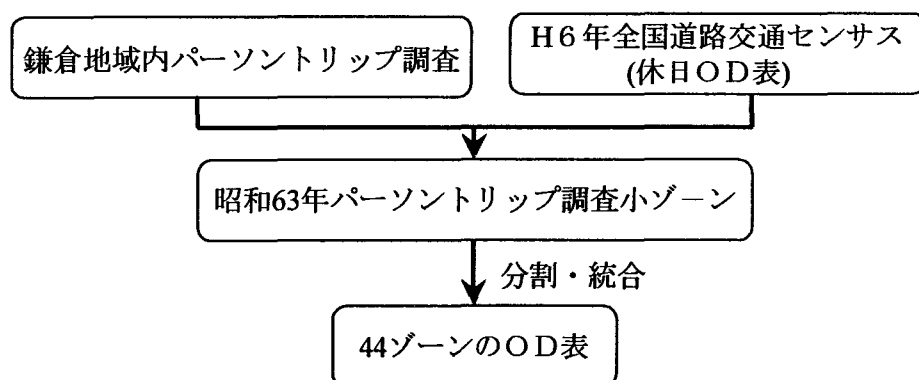 鎌倉地域内パーソントリップ調査
H6年全国道路交通センサス
(休日OD表)
昭和63年パーソントリップ調査小ゾーン
分割・統合
44ゾーンのOD表